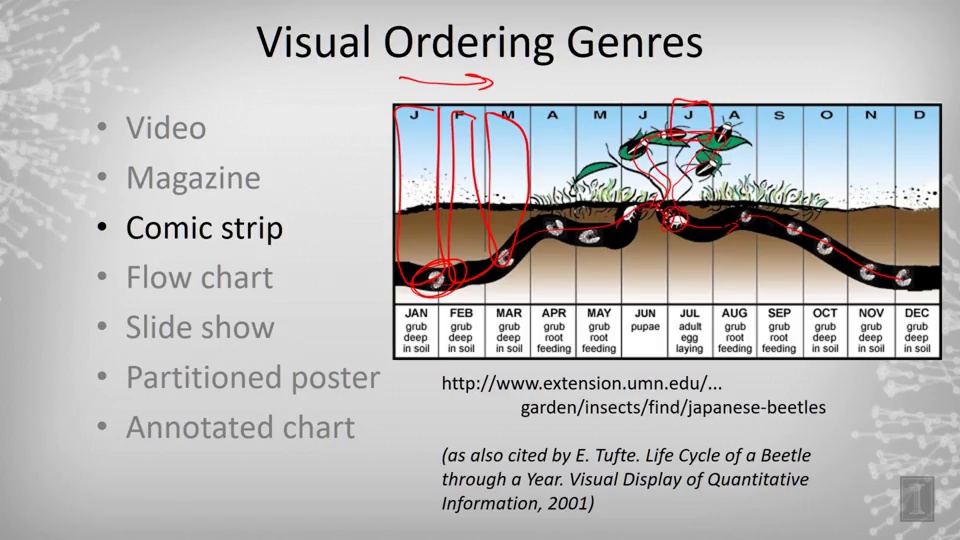 Visual Ordering Genres
• Video
• Magazine
• Comic strip
• Flow chart
• Slide show
• Partitioned poster
• Annotated chart
J F M A M J J A S O N D
JAN FEB MAR APR MAY JUN JUL AUG SEP OCT NOV DEC
grub grub grub grub grub pupae adult grub grub grub grub grub
deep deep deep root root egg root root deep deep deep
in soil in soil in soil feeding feeding laying feeding feeding in soil in soil in soil
http://www.extension.umn.edu/...
garden/insects/find/japanese-beetles
(as also cited by E. Tufte. Life Cycle of a Beetle
through a Year. Visual Display of Quantitative
Information, 2001)
I